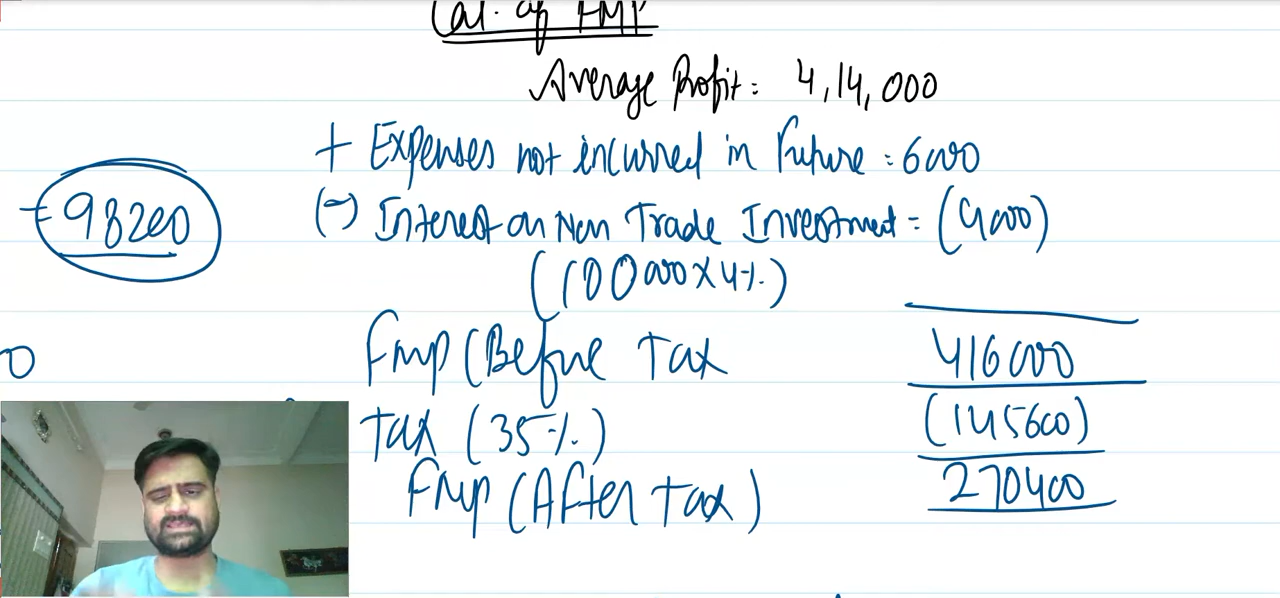 Cal. of FMP
Average Profit: 4,14,000
+ Expenses not incurred in Future: 6000
= 98200
(-) Interest on Non Trade Investment = (4000)
(100000 X 4%)
FMP (Before Tax 416000
0
Tax (35%) (145600)
FMP (After Tax) 270400